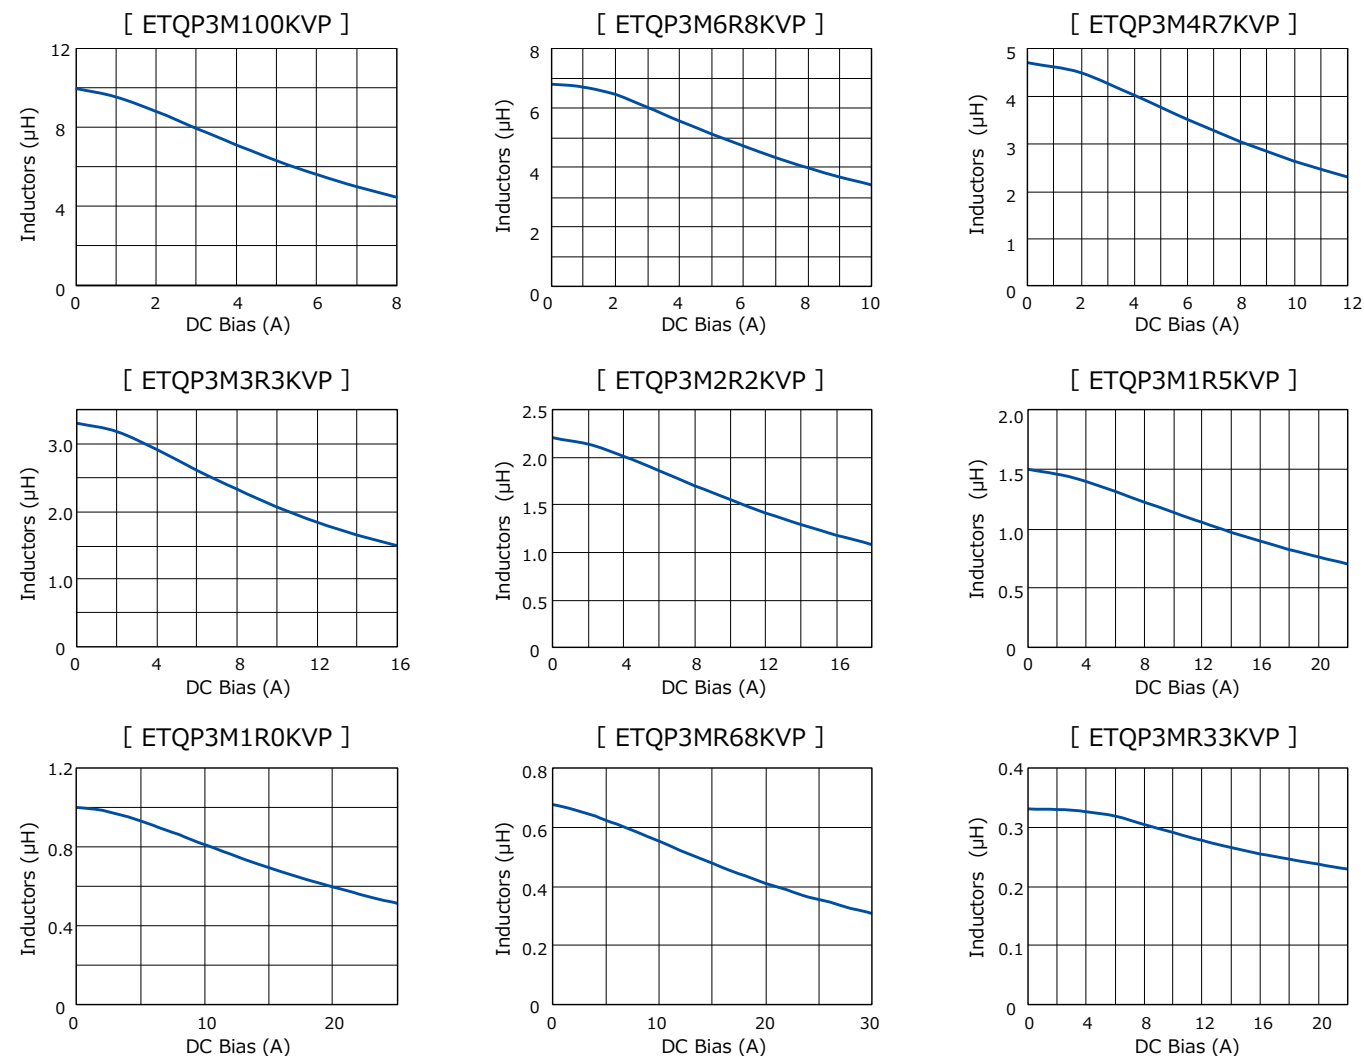 [ ETQP3M100KVP ]
12
8
4
0
Inductors (μH)
0 2 4 6 8
DC Bias (A)
[ ETQP3M6R8KVP ]
8
6
4
2
0
Inductors (μH)
0 2 4 6 8 10
DC Bias (A)
[ ETQP3M4R7KVP ]
5
4
3
2
1
0
Inductors (μH)
0 2 4 6 8 10 12
DC Bias (A)
[ ETQP3M3R3KVP ]
3.0
2.0
1.0
0
Inductors (μH)
0 4 8 12 16
DC Bias (A)
[ ETQP3M2R2KVP ]
2.5
2.0
1.5
1.0
0.5
0
Inductors (μH)
0 4 8 12 16
DC Bias (A)
[ ETQP3M1R5KVP ]
2.0
1.5
1.0
0.5
0
Inductors (μH)
0 4 8 12 16 20
DC Bias (A)
[ ETQP3M1R0KVP ]
1.2
0.8
0.4
0
Inductors (μH)
0 10 20
DC Bias (A)
[ ETQP3MR68KVP ]
0.8
0.6
0.4
0.2
0
Inductors (μH)
0 10 20 30
DC Bias (A)
[ ETQP3MR33KVP ]
0.4
0.3
0.2
0.1
0
Inductors (μH)
0 4 8 12 16 20
DC Bias (A)